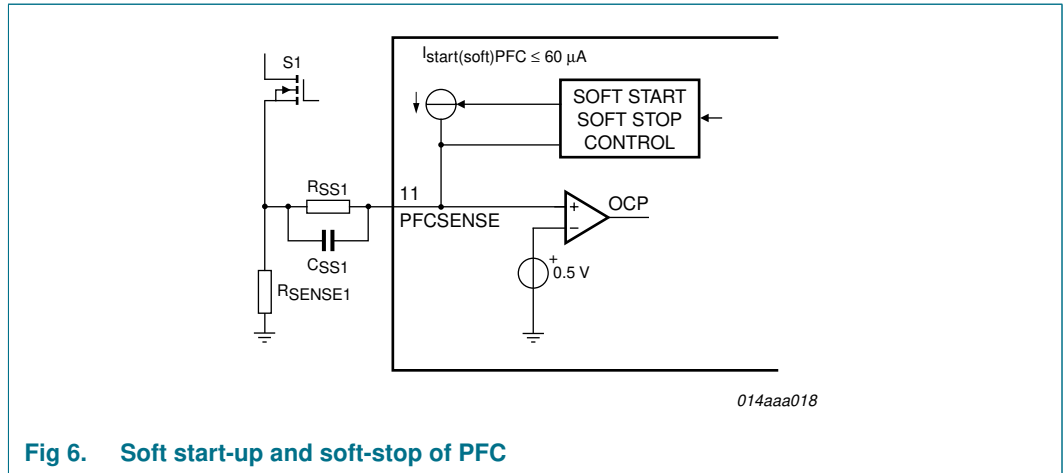 Istart(soft)PFC ≤ 60 μA
S1
SOFT START
SOFT STOP
CONTROL
RSS1
11
PFCSENSE
OCP
+
−
CSS1
+
0.5 V
RSENSE1
014aaa018
Fig 6. Soft start-up and soft-stop of PFC